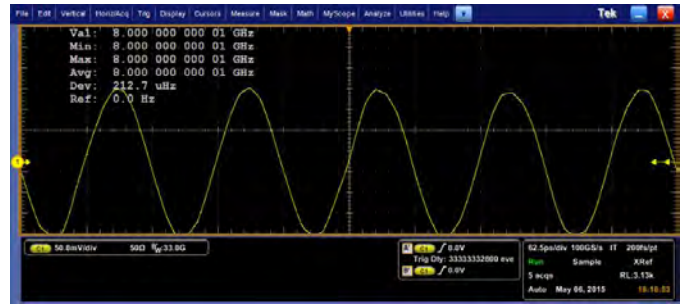 File Edit Vertical Horiz/Acq Trig Display Cursors Measure Mask Math MyScope Analyze Utilities Help Tek
Val: 8.000 000 000 01 GHz
Min: 8.000 000 000 01 GHz
Max: 8.000 000 000 01 GHz
Avg: 8.000 000 000 01 GHz
Dev: 212.7 uHz
Ref: 0.0 Hz
1
C1 50.0mV/div 50Ω BW:33.0G
A' C1 0.0V
Trig Dly: 33333332800 eve
B' C1 0.0V
62.5ps/div 100GS/s IT 200fs/pt
Run Sample XRef
5 acqs RL:3.13k
Auto May 06, 2015 18:18:03